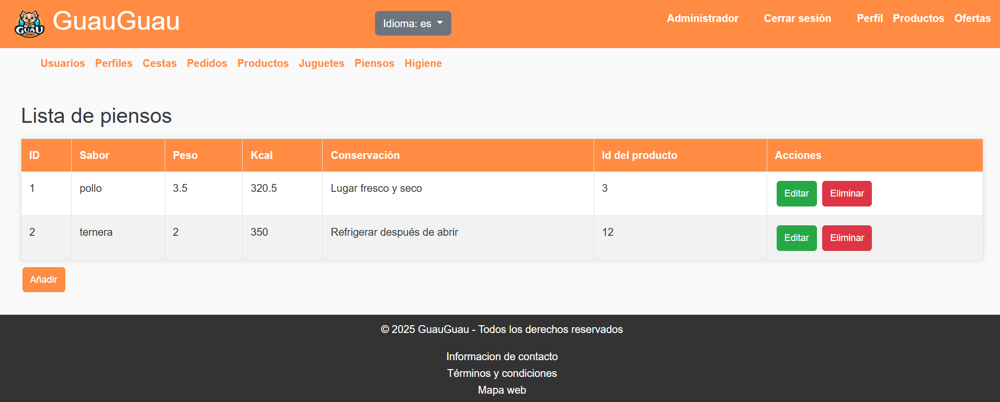 GUAU
GUAU
GuauGuau
Idioma: es
Administrador Cerrar sesión Perfil Productos Ofertas
Usuarios Perfiles Cestas Pedidos Productos Juguetes Piensos Higiene
Lista de piensos
ID Sabor Peso Kcal Conservación Id del producto Acciones
1 pollo 3.5 320.5 Lugar fresco y seco 3 Editar Eliminar
2 ternera 2 350 Refrigerar después de abrir 12 Editar Eliminar
Añadir
© 2025 GuauGuau - Todos los derechos reservados
Informacion de contacto
Términos y condiciones
Mapa web